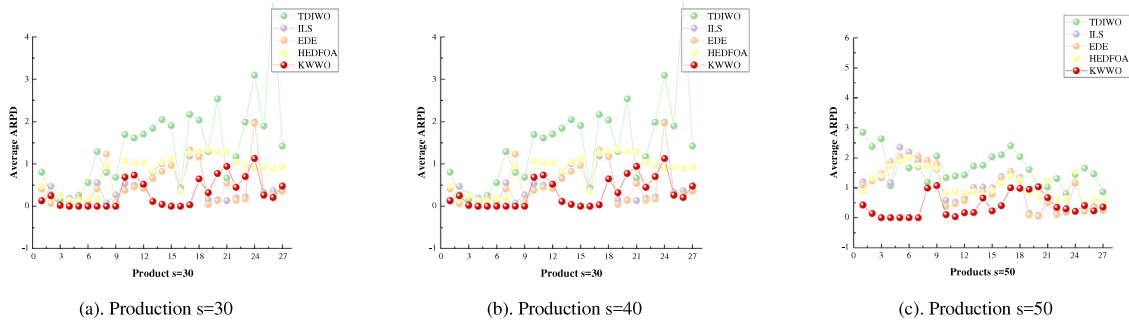 TDIWO
ILS
EDE
HEDFOA
KWWO
4
3
2
1
0
-1
Average ARPD
0 3 6 9 12 15 18 21 24 27
Product s=30
(a). Production s=30
TDIWO
ILS
EDE
HEDFOA
KWWO
4
3
2
1
0
-1
Average ARPD
0 3 6 9 12 15 18 21 24 27
Product s=30
(b). Production s=40
TDIWO
ILS
EDE
HEDFOA
KWWO
6
5
4
3
2
1
0
-1
Average ARPD
0 3 6 9 12 15 18 21 24 27
Products s=50
(c). Production s=50